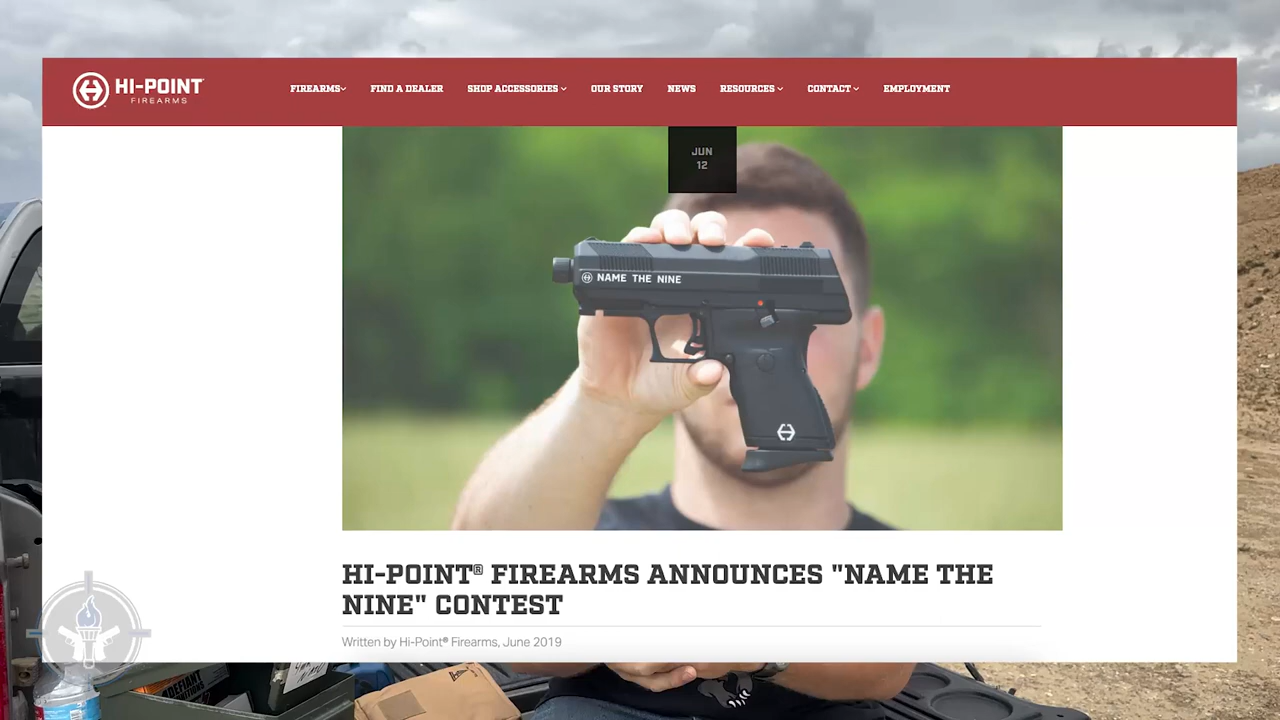 HI-POINT
FIREARMS
FIREARMS
FIND A DEALER
SHOP ACCESSORIES
OUR STORY
NEWS
RESOURCES
CONTACT
EMPLOYMENT
JUN
12
NAME THE NINE
HI-POINT® FIREARMS ANNOUNCES "NAME THE
NINE" CONTEST
Written by Hi-Point® Firearms, June 2019
DEFIANT